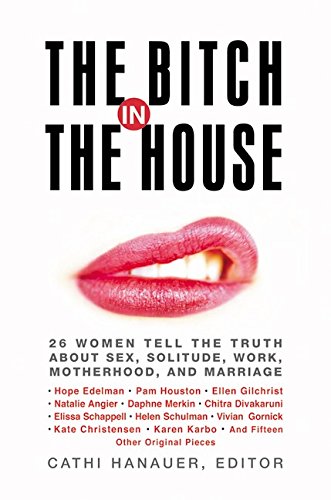 THE BITCH
IN
THE HOUSE
26 WOMEN TELL THE TRUTH
ABOUT SEX, SOLITUDE, WORK,
MOTHERHOOD, AND MARRIAGE
• Hope Edelman • Pam Houston • Ellen Gilchrist
• Natalie Angier • Daphne Merkin • Chitra Divakaruni
• Elissa Schappell • Helen Schulman • Vivian Gornick
• Kate Christensen • Karen Karbo • And Fifteen
Other Original Pieces
CATHI HANAUER, EDITOR